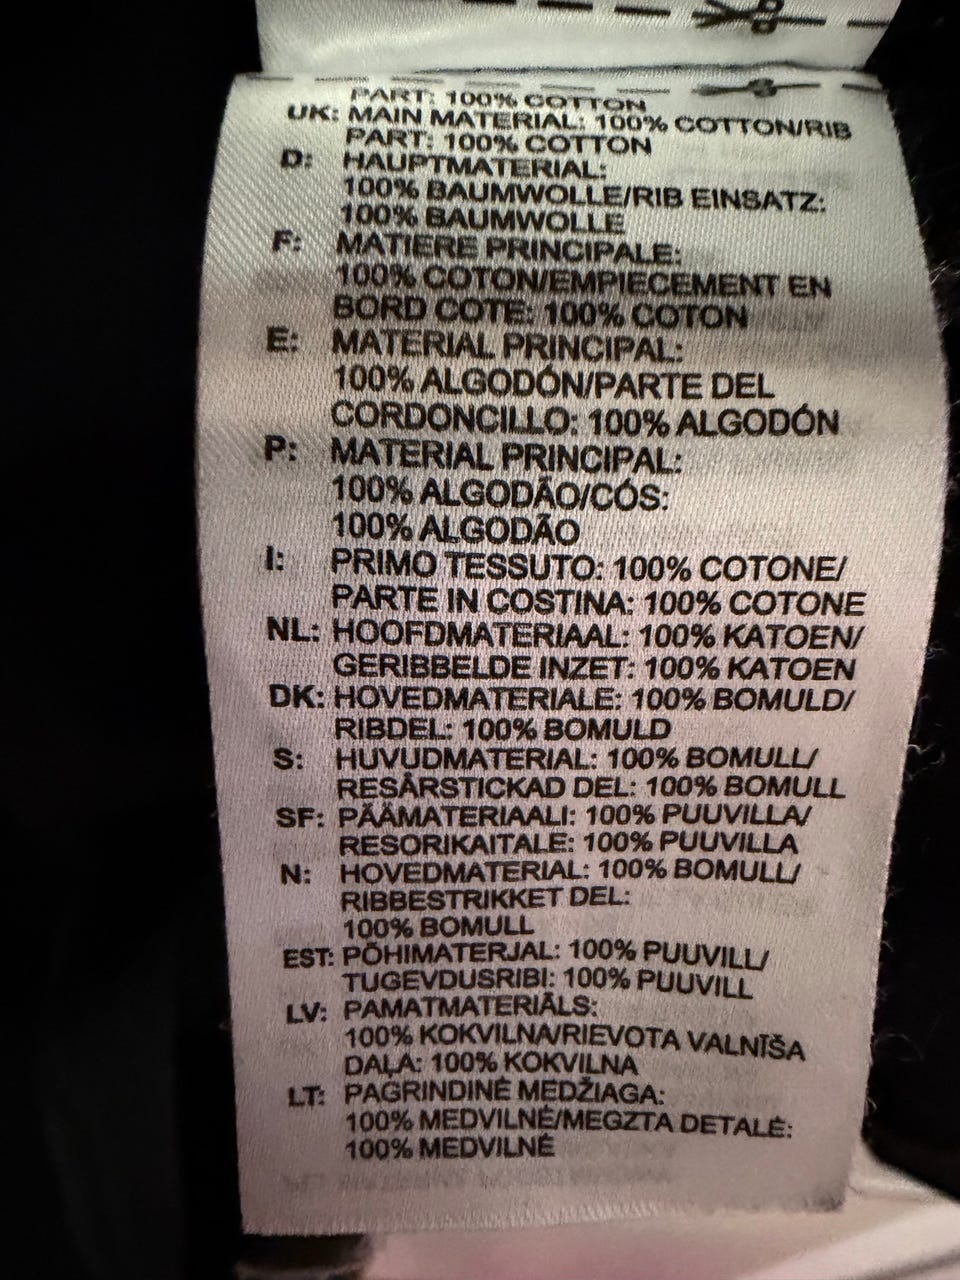 PART: 100% COTTON
UK: MAIN MATERIAL: 100% COTTON/RIB
PART: 100% COTTON
D: HAUPTMATERIAL:
100% BAUMWOLLE/RIB EINSATZ:
100% BAUMWOLLE
F: MATIERE PRINCIPALE:
100% COTON/EMPIECEMENT EN
BORD COTE: 100% COTON
E: MATERIAL PRINCIPAL:
100% ALGODÓN/PARTE DEL
CORDONCILLO: 100% ALGODÓN
P: MATERIAL PRINCIPAL:
100% ALGODÃO/CÓS:
100% ALGODÃO
I: PRIMO TESSUTO: 100% COTONE/
PARTE IN COSTINA: 100% COTONE
NL: HOOFDMATERIAAL: 100% KATOEN/
GERIBBELDE INZET: 100% KATOEN
DK: HOVEDMATERIALE: 100% BOMULD/
RIBDEL: 100% BOMULD
S: HUVUDMATERIAL: 100% BOMULL/
RESÅRSTICKAD DEL: 100% BOMULL
SF: PÄÄMATERIAALI: 100% PUUVILLA/
RESORIKAITALE: 100% PUUVILLA
N: HOVEDMATERIAL: 100% BOMULL/
RIBBESTRIKKET DEL:
100% BOMULL
EST: PÕHIMATERJAL: 100% PUUVILL/
TUGEVDUSRIBI: 100% PUUVILL
LV: PAMATMATERIĀLS:
100% KOKVILNA/RIEVOTA VALNĪŠA
DAĻA: 100% KOKVILNA
LT: PAGRINDINĖ MEDŽIAGA:
100% MEDVILNĖ/MEGZTA DETALĖ:
100% MEDVILNĖ